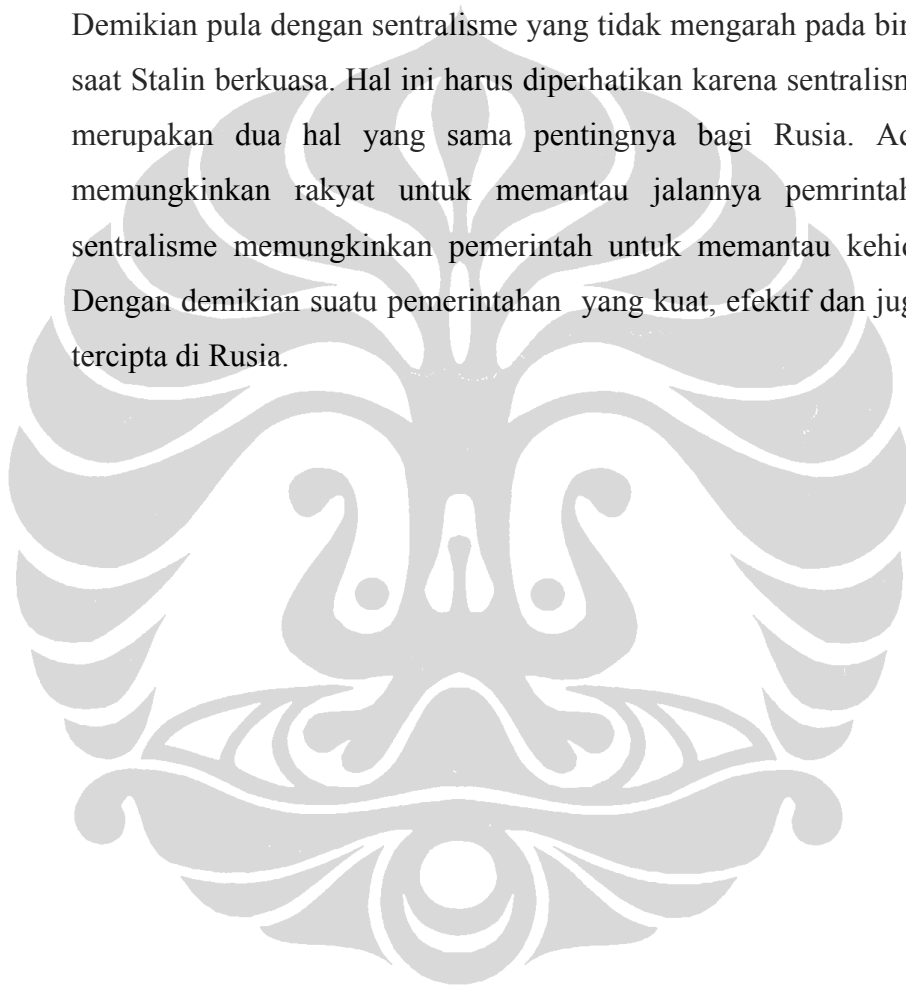 Demikian pula dengan sentralisme yang tidak mengarah pada
saat Stalin berkuasa. Hal ini harus diperhatikan karena
merupakan dua hal yang sama pentingnya bagi Rusia.
memungkinkan rakyat untuk memantau jalannya
sentralisme memungkinkan pemerintah untuk memantau
Dengan demikian suatu pemerintahan yang kuat, efektif dan
tercipta di Rusia.